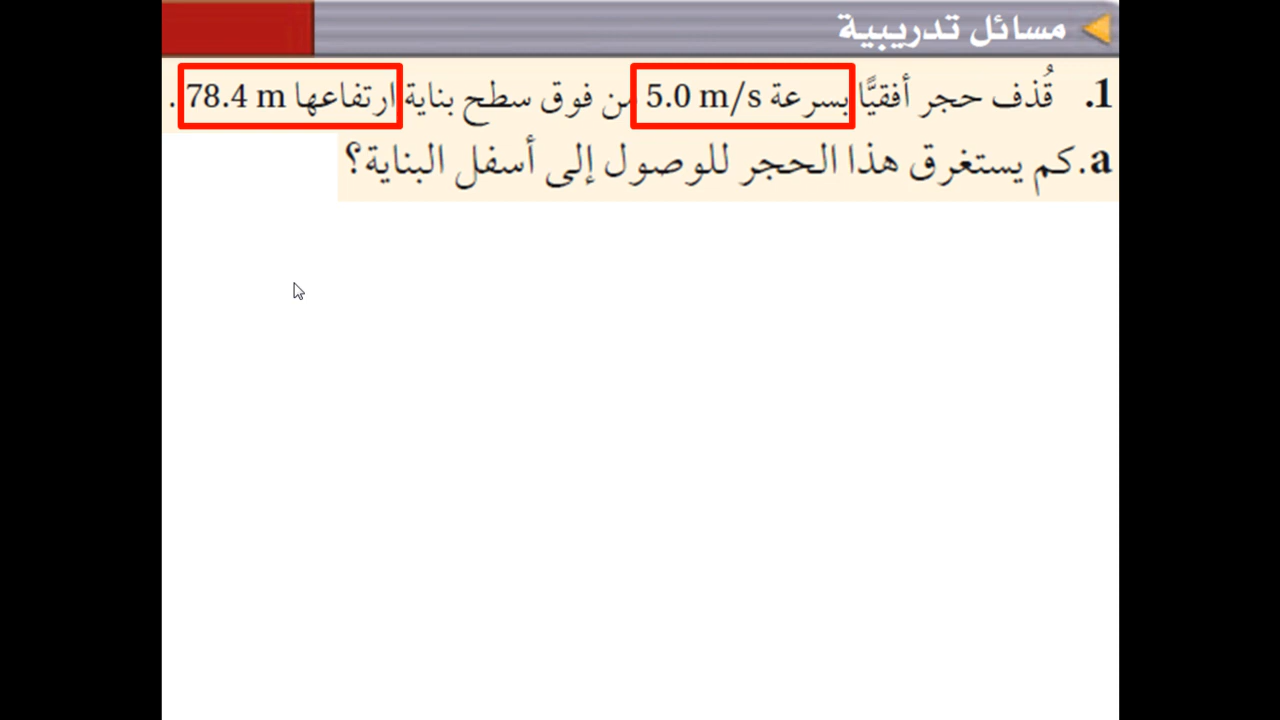 مسائل تدريبية
1. قُذف حجر أفقيًّا بسرعة 5.0 m/s من فوق سطح بناية ارتفاعها 78.4 m .
a. كم يستغرق هذا الحجر للوصول إلى أسفل البناية؟